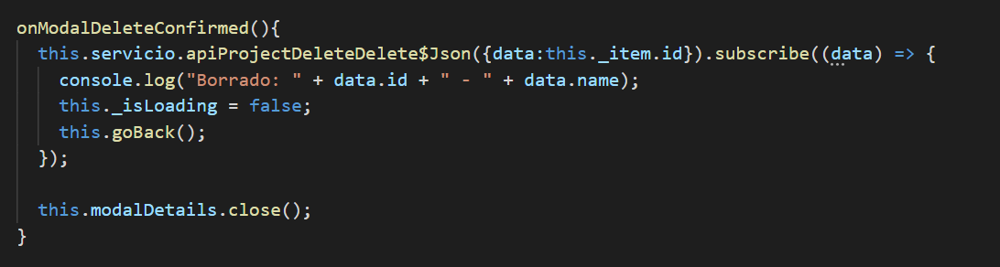 onModalDeleteConfirmed(){
  this.servicio.apiProjectDeleteDelete$Json({data:this._item.id}).subscribe((data) => {
    console.log("Borrado: " + data.id + " - " + data.name);
    this._isLoading = false;
    this.goBack();
  });

  this.modalDetails.close();
}